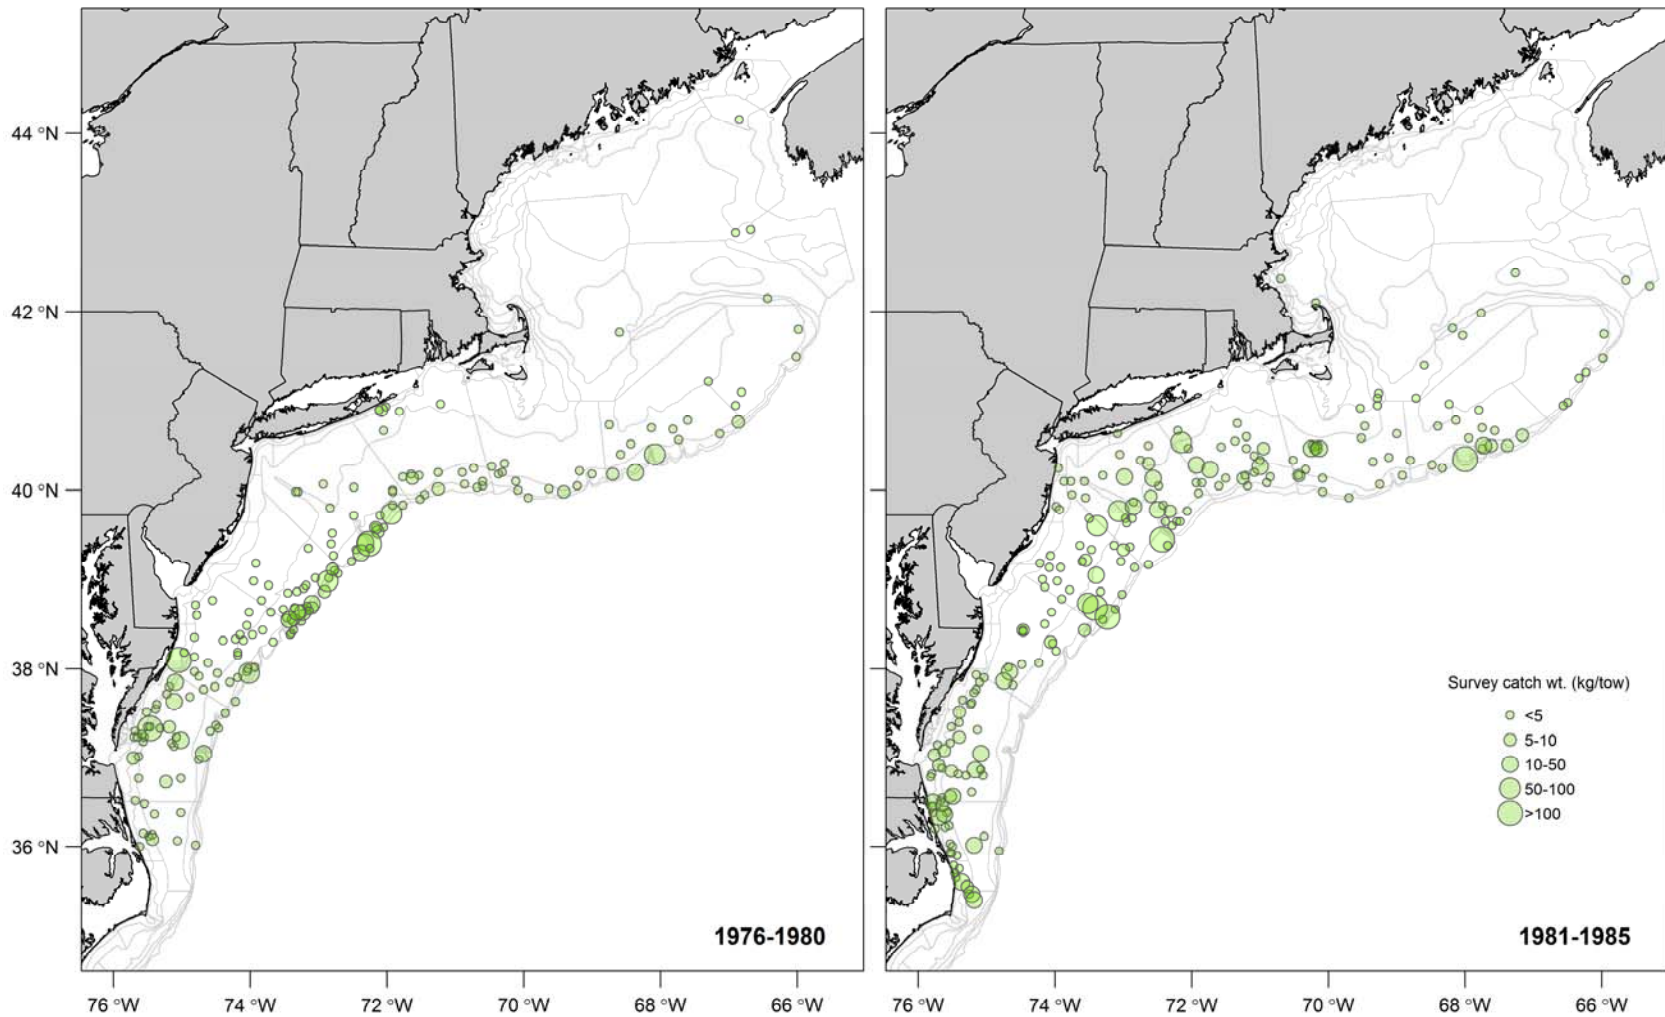 44 °N
42 °N
40 °N
38 °N
36 °N
76 °W 74 °W 72 °W 70 °W 68 °W 66 °W
1976-1980
76 °W 74 °W 72 °W 70 °W 68 °W 66 °W
1981-1985
Survey catch wt. (kg/tow)
<5
5-10
10-50
50-100
>100